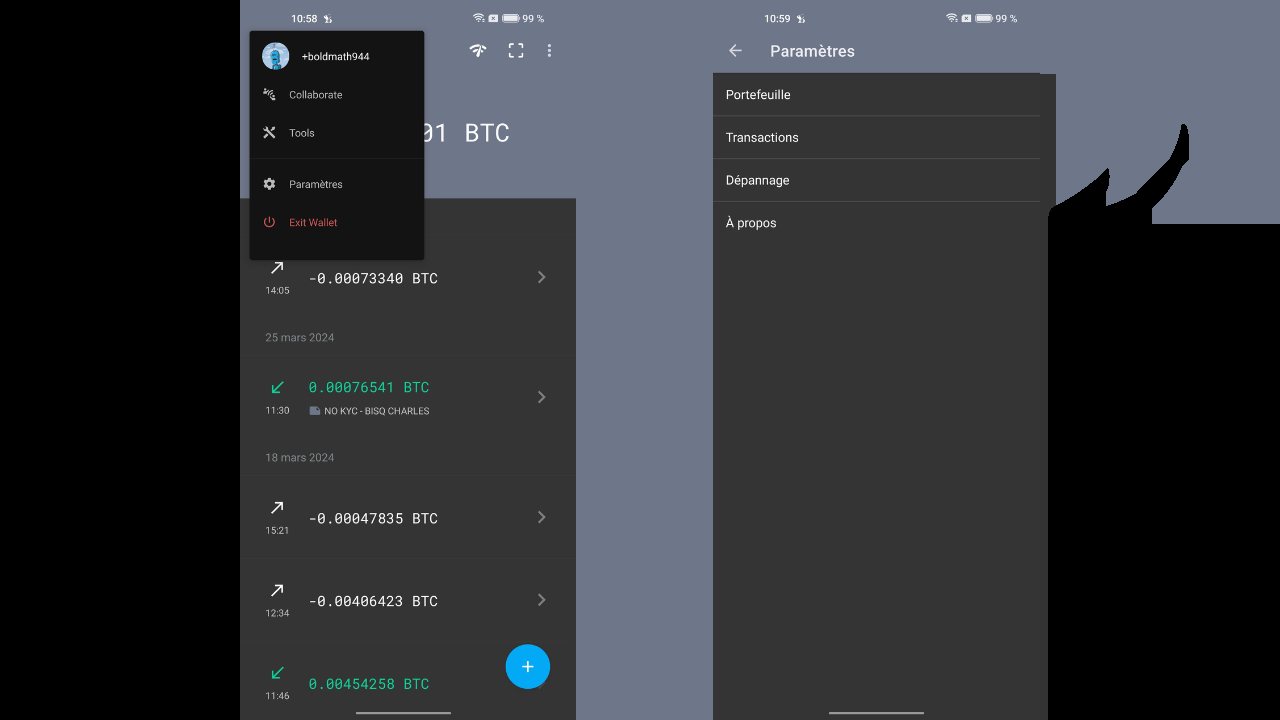 10:58
99 %
+boldmath944
Collaborate
Tools
Paramètres
Exit Wallet
01 BTC
-0.00073340 BTC
14:05
25 mars 2024
0.00076541 BTC
11:30
NO KYC - BISQ CHARLES
18 mars 2024
-0.00047835 BTC
15:21
-0.00406423 BTC
12:34
0.00454258 BTC
11:46
10:59
99 %
Paramètres
Portefeuille
Transactions
Dépannage
À propos